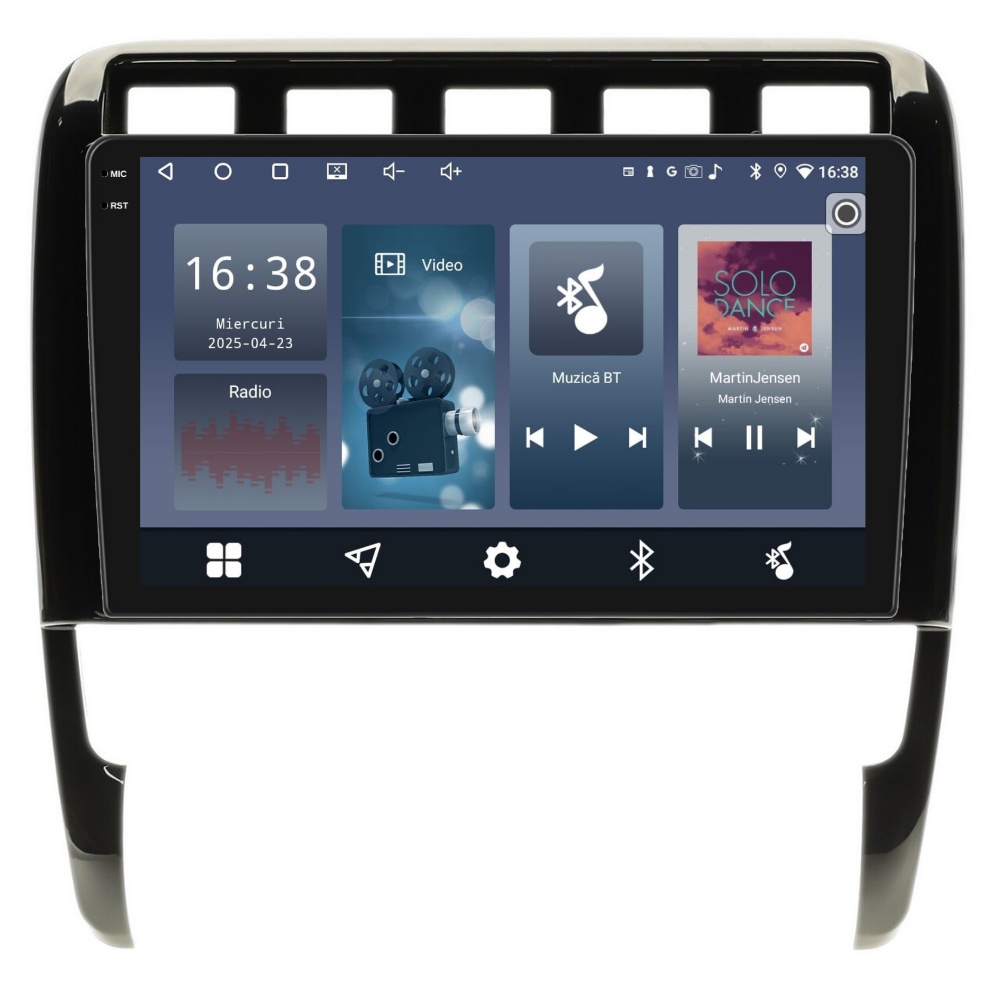 MIC
RST
G
16:38
16:38
Miercuri
2025-04-23
Radio
Video
Muzică BT
SOLO
DANCE
MARTIN JENSEN
MartinJensen
Martin Jensen